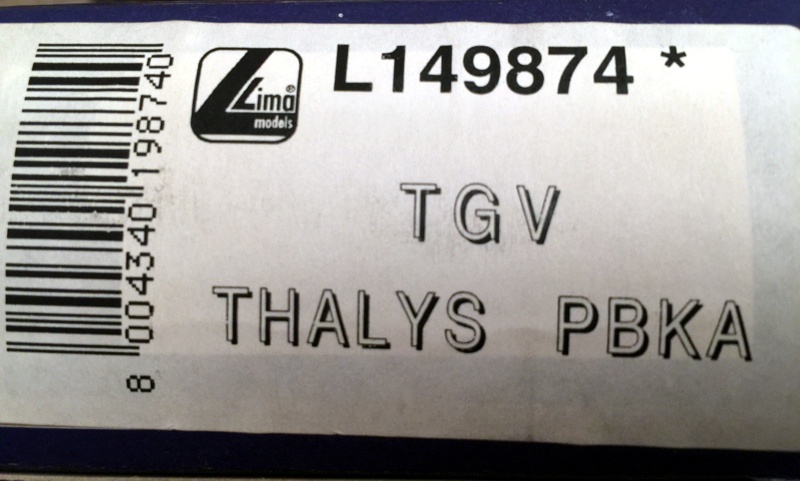 L149874 *
Lima®
models
TGV
THALYS PBKA
8 004340 198740